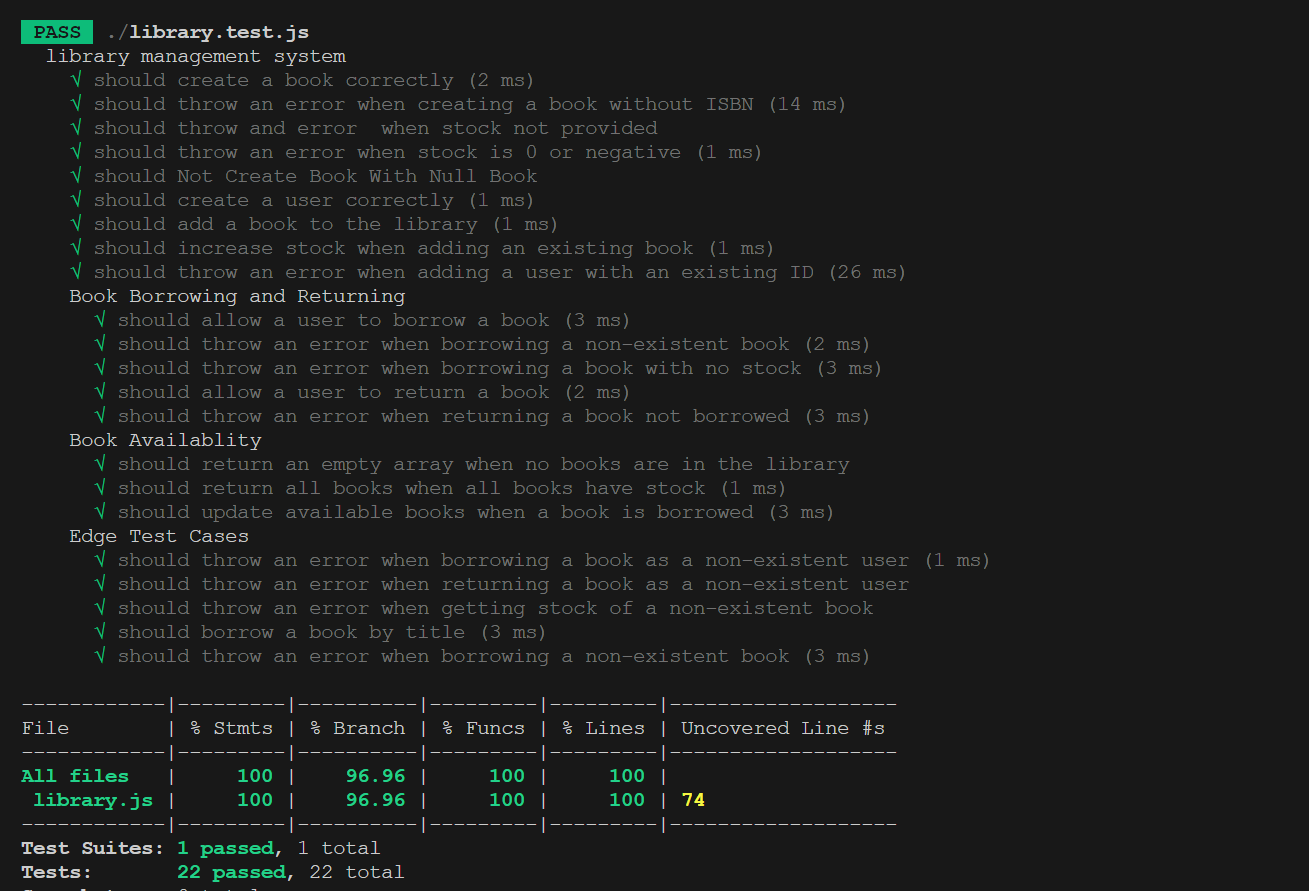 PASS ./library.test.js
library management system
√ should create a book correctly (2 ms)
√ should throw an error when creating a book without ISBN (14 ms)
√ should throw and error  when stock not provided
√ should throw an error when stock is 0 or negative (1 ms)
√ should Not Create Book With Null Book
√ should create a user correctly (1 ms)
√ should add a book to the library (1 ms)
√ should increase stock when adding an existing book (1 ms)
√ should throw an error when adding a user with an existing ID (26 ms)
Book Borrowing and Returning
√ should allow a user to borrow a book (3 ms)
√ should throw an error when borrowing a non-existent book (2 ms)
√ should throw an error when borrowing a book with no stock (3 ms)
√ should allow a user to return a book (2 ms)
√ should throw an error when returning a book not borrowed (3 ms)
Book Availablity
√ should return an empty array when no books are in the library
√ should return all books when all books have stock (1 ms)
√ should update available books when a book is borrowed (3 ms)
Edge Test Cases
√ should throw an error when borrowing a book as a non-existent user (1 ms)
√ should throw an error when returning a book as a non-existent user
√ should throw an error when getting stock of a non-existent book
√ should borrow a book by title (3 ms)
√ should throw an error when borrowing a non-existent book (3 ms)
------------|---------|----------|---------|---------|-------------------
File        | % Stmts | % Branch | % Funcs | % Lines | Uncovered Line #s
------------|---------|----------|---------|---------|-------------------
All files   |     100 |    96.96 |     100 |     100 |
 library.js |     100 |    96.96 |     100 |     100 | 74
------------|---------|----------|---------|---------|-------------------
Test Suites: 1 passed, 1 total
Tests:       22 passed, 22 total